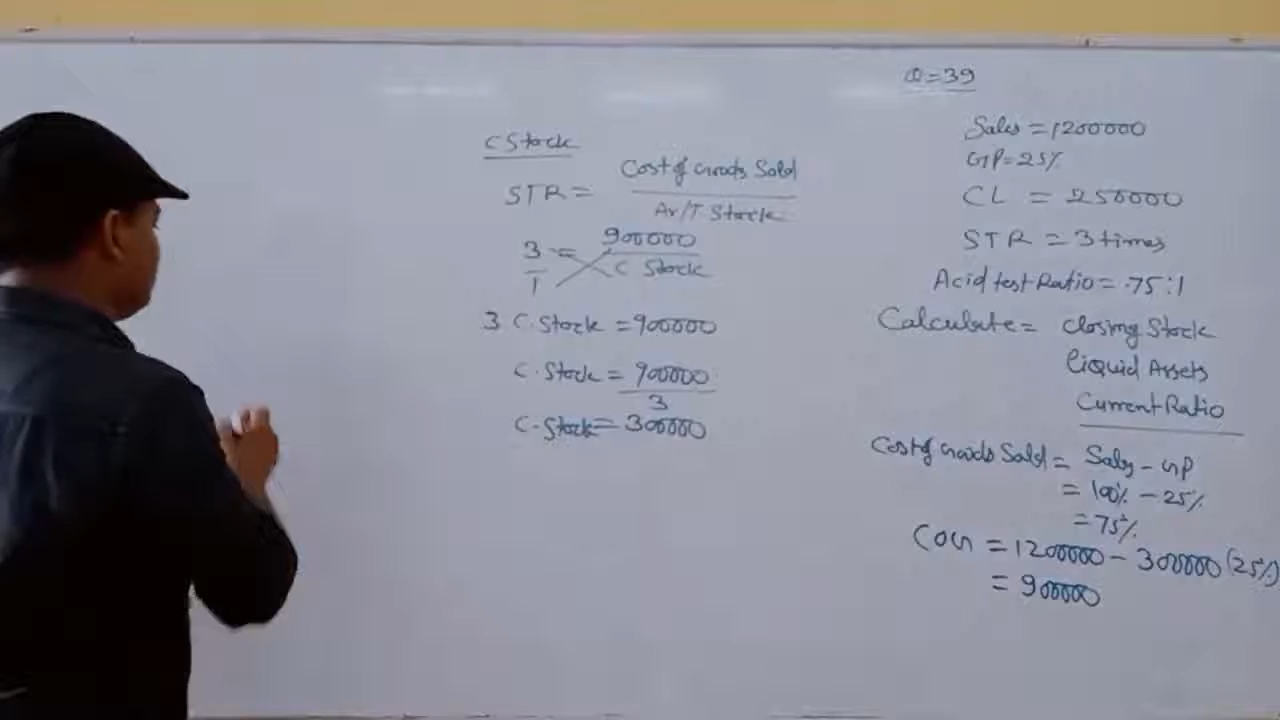 Q=39
Sales = 1200000
GP = 25%
CL = 250000
STR = 3 times
Acid test Ratio = .75:1
Calculate = Closing Stock
Liquid Assets
Current Ratio
Cost of Goods Sold = Sales - GP
= 100% - 25%
= 75%
COG = 1200000 - 300000 (25%)
= 900000
C Stock
STR = Cost of Goods Sold
Av/T Stock
3 = 900000
1 C Stock
3 C. Stock = 900000
C. Stock = 900000
3
C. Stock = 300000